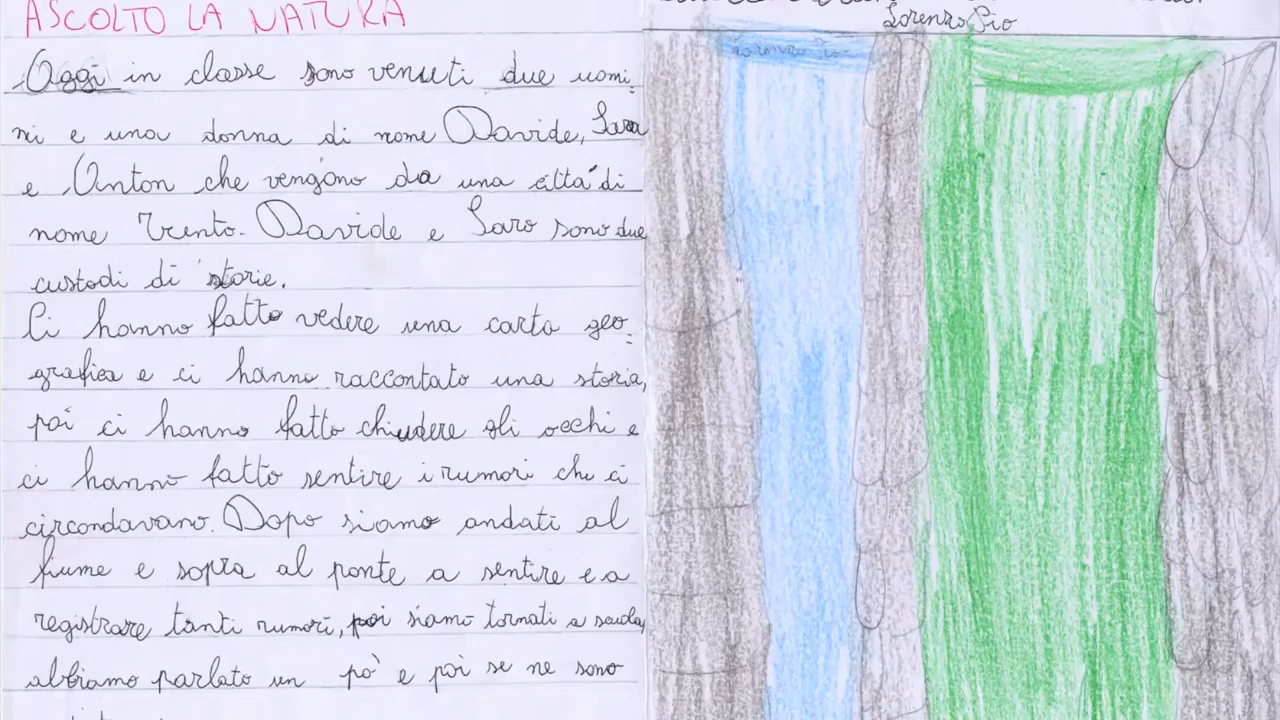 ASCOLTO LA NATURA
Oggi in classe sono venuti due uomi
ni e una donna di nome Davide, Sara
e Anton che vengono da una città di
nome Trento. Davide e Sara sono due
custodi di storie.
Ci hanno fatto vedere una carta geo
grafica e ci hanno raccontato una storia,
poi ci hanno fatto chiudere gli occhi e
ci hanno fatto sentire i rumori che ci
circondavano. Dopo siamo andati al
fiume e sopra al ponte a sentire e a
registrare tanti rumori, poi siamo tornati a scuola,
abbiamo parlato un pò e poi se ne sono
Lorenzo Pio